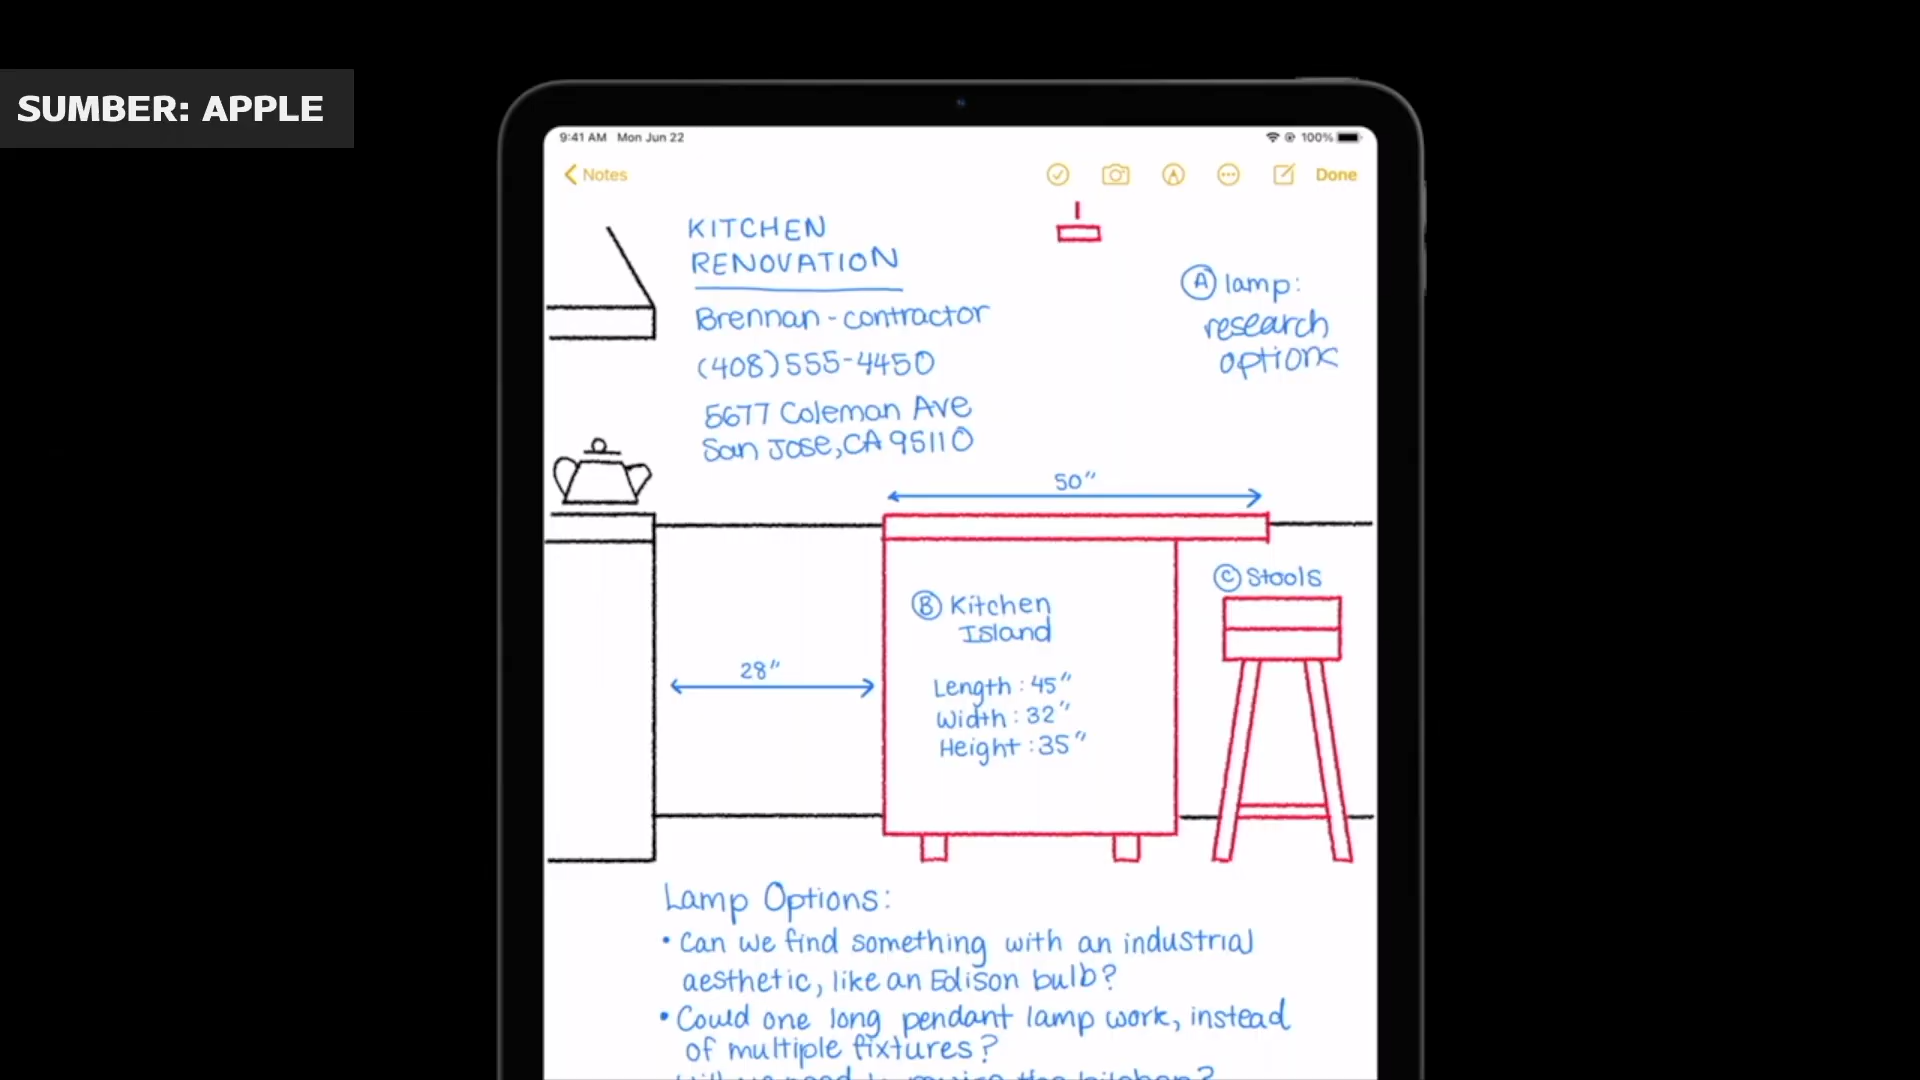 SUMBER: APPLE
9:41 AM Mon Jun 22
100%
Notes
Done
KITCHEN
RENOVATION
Brennan - contractor
(408) 555-4450
5677 Coleman Ave
San Jose, CA 95110
A lamp:
research
options
50"
C Stools
B Kitchen
Island
28"
Length : 45"
Width : 32"
Height : 35"
Lamp Options:
• Can we find something with an industrial
aesthetic, like an Edison bulb?
• Could one long pendant lamp work, instead
of multiple fixtures?